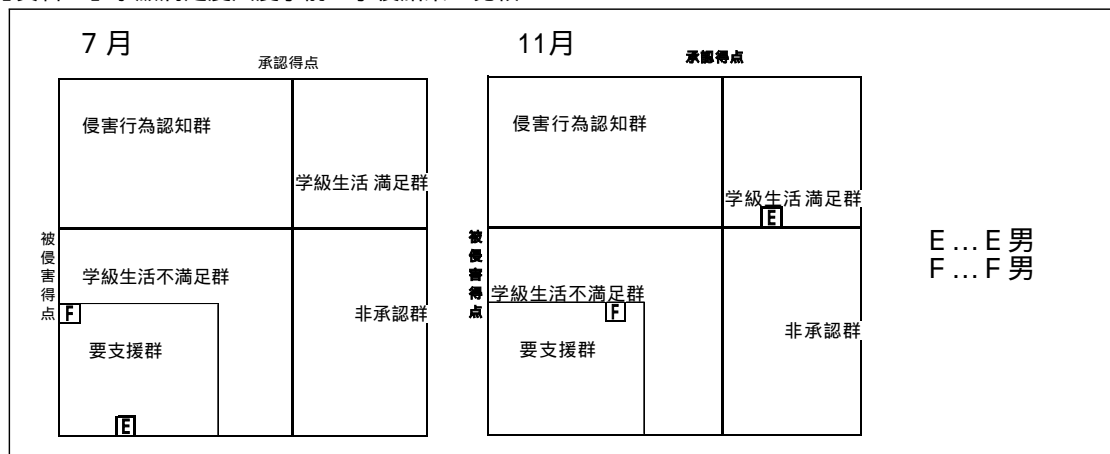 7月
承認得点
侵害行為認知群
学級生活 満足群
被侵害得点
学級生活不満足群
F
非承認群
要支援群
E
11月
承認得点
侵害行為認知群
学級生活 満足群
E
被侵害得点
学級生活不満足群
F
非承認群
要支援群
E…E男
F…F男